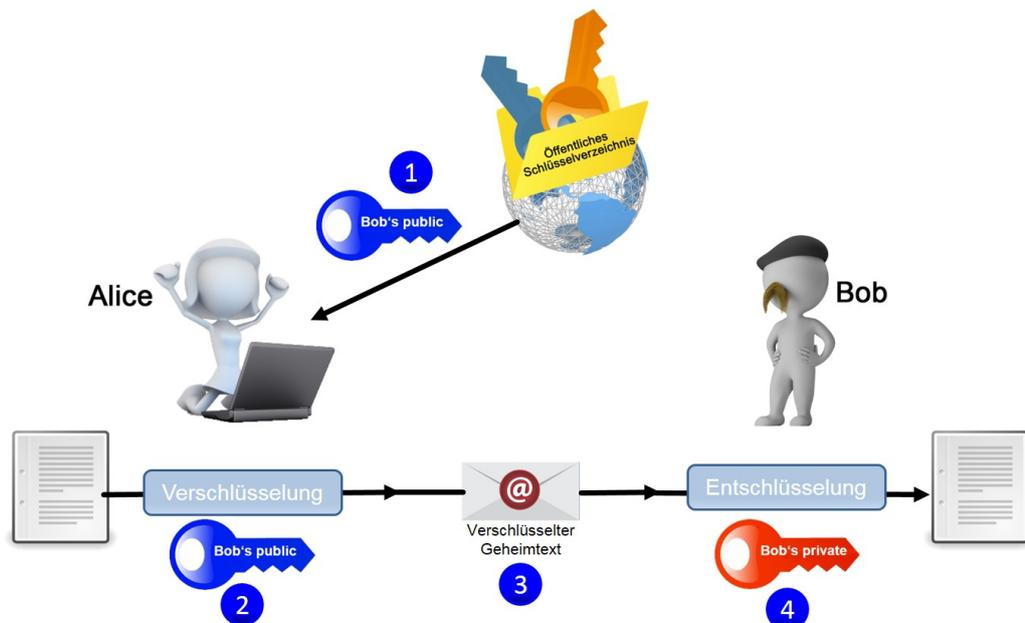 Öffentliches
Schlüsselverzeichnis
1
Bob's public
Alice
Bob
Verschlüsselung
@
Entschlüsselung
Verschlüsselter
Geheimtext
Bob's public
Bob's private
2
3
4